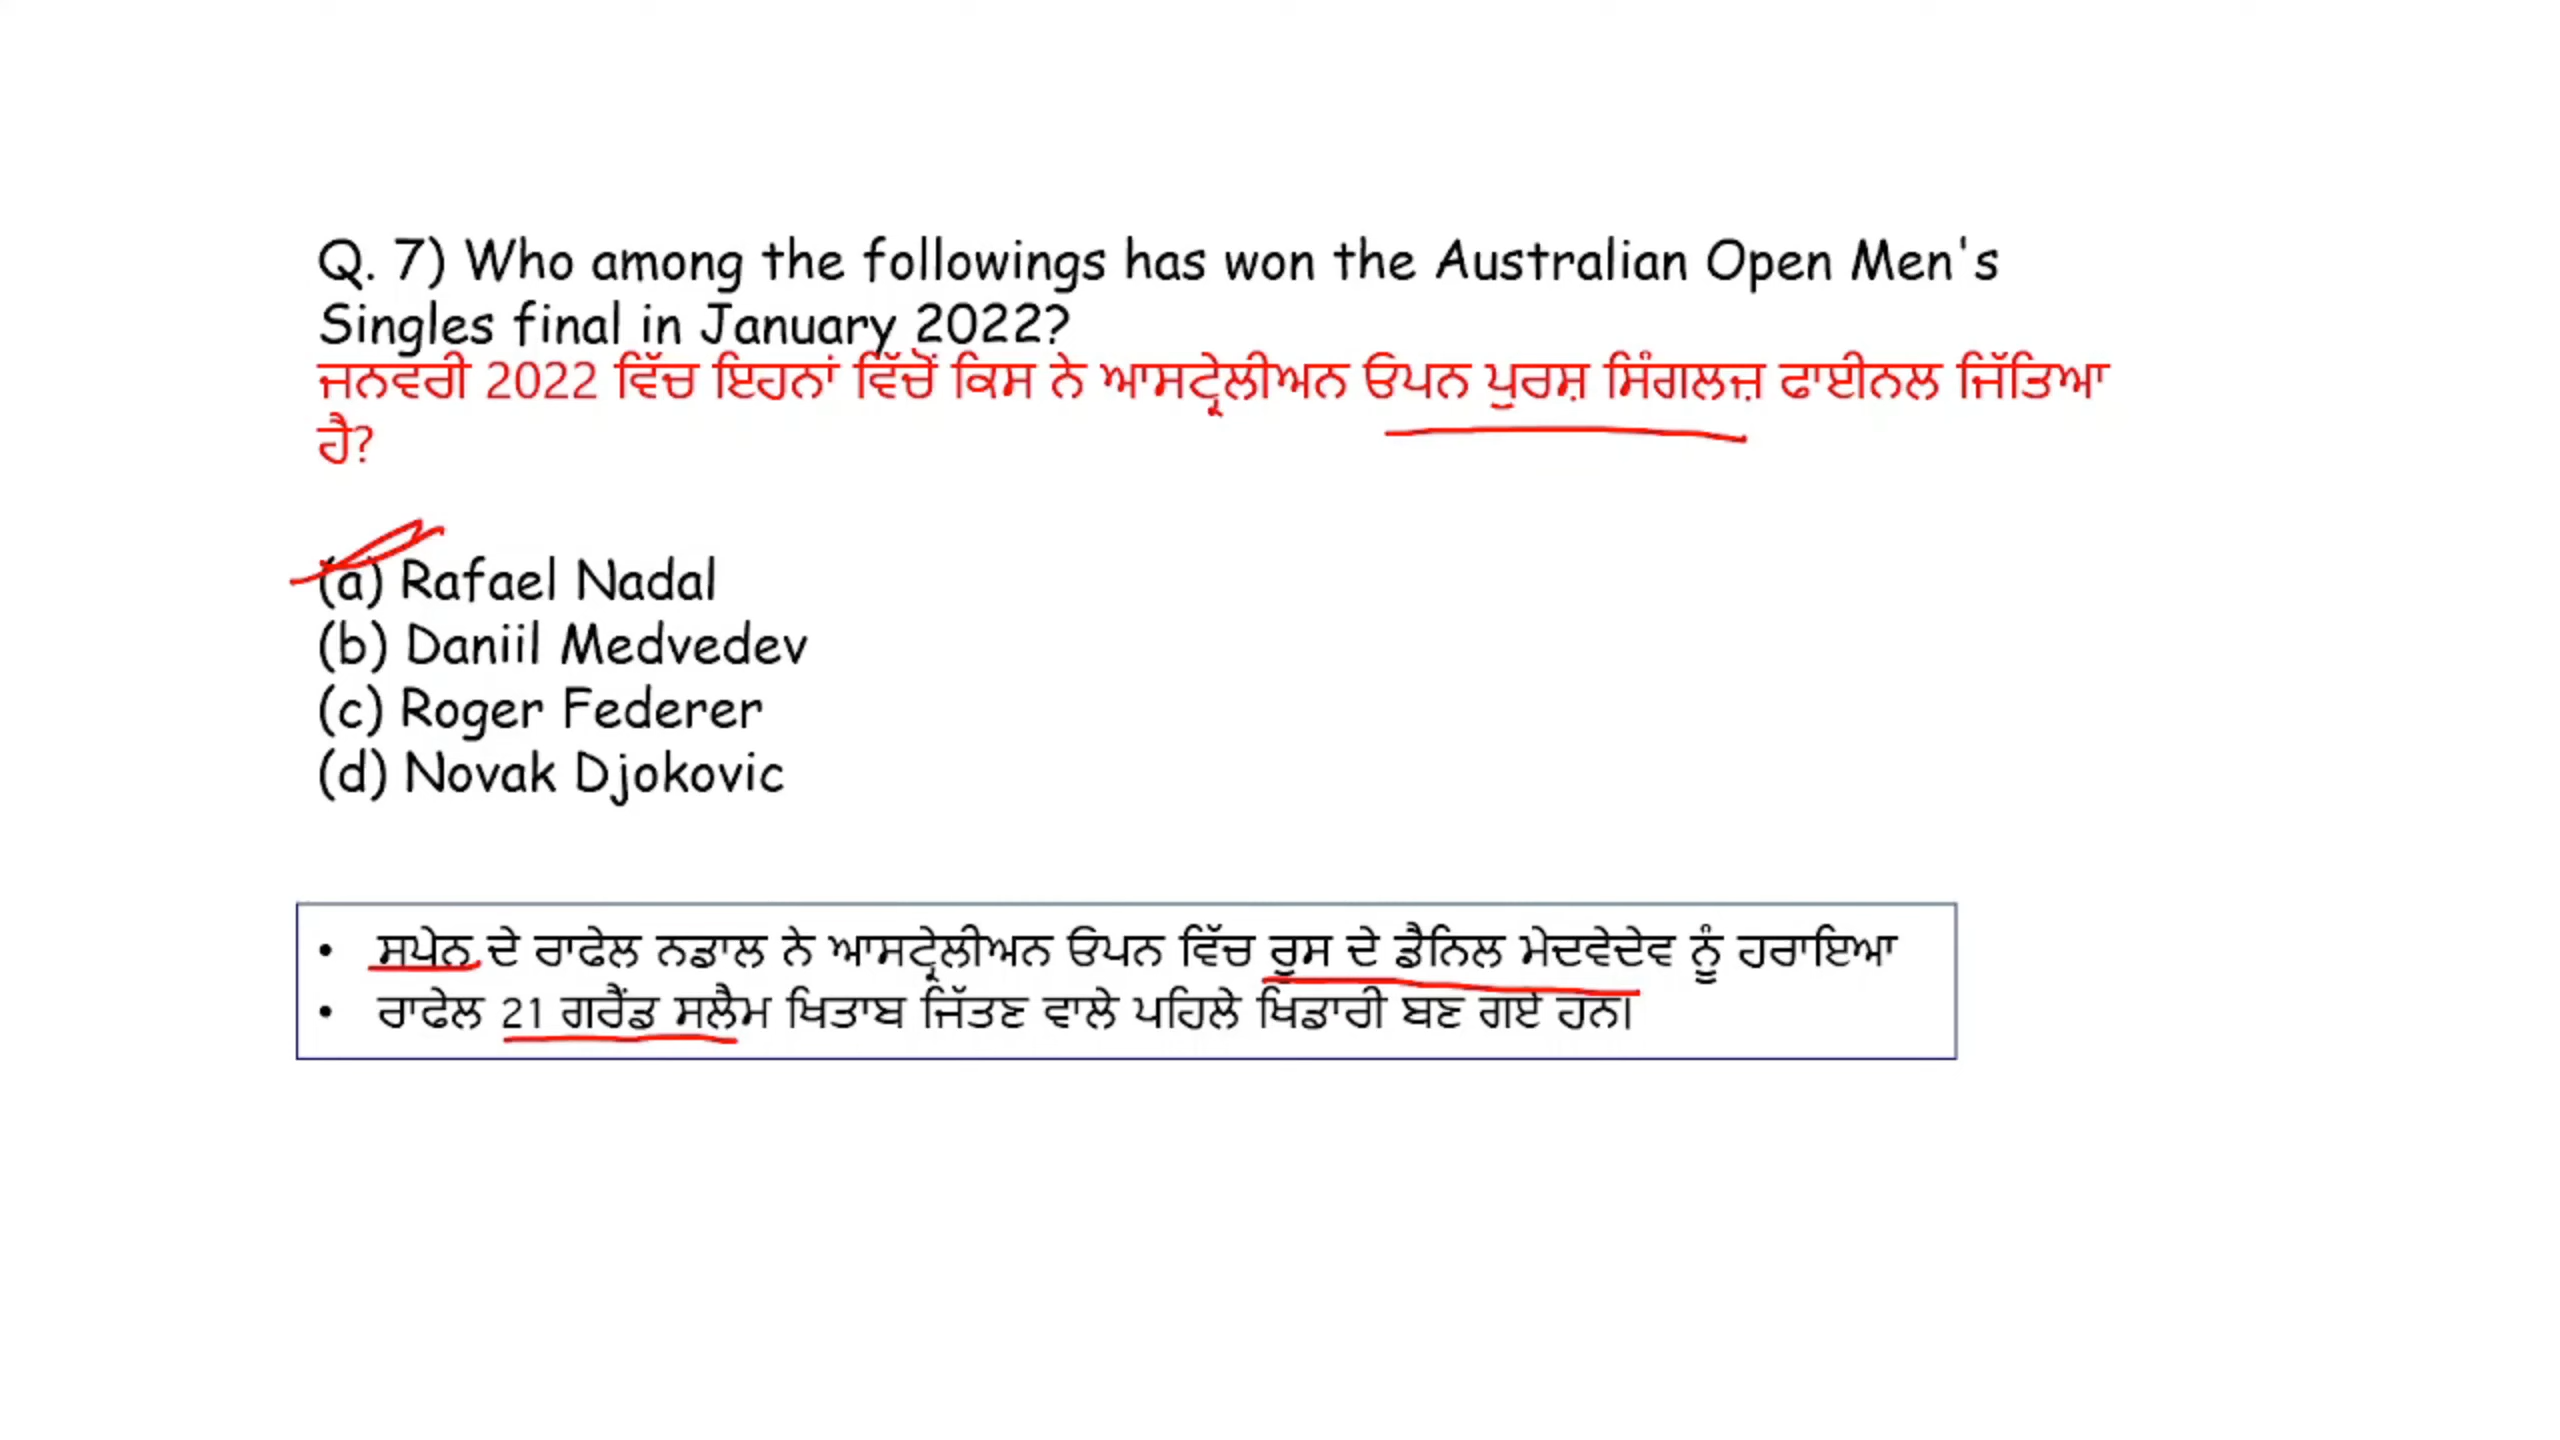 Q. 7) Who among the followings has won the Australian Open Men's
Singles final in January 2022?
ਜਨਵਰੀ 2022 ਵਿੱਚ ਇਹਨਾਂ ਵਿੱਚੋਂ ਕਿਸ ਨੇ ਆਸਟ੍ਰੇਲੀਅਨ ਓਪਨ ਪੁਰਸ਼ ਸਿੰਗਲਜ਼ ਫਾਈਨਲ ਜਿੱਤਿਆ
ਹੈ?
(a) Rafael Nadal
(b) Daniil Medvedev
(c) Roger Federer
(d) Novak Djokovic
• ਸਪੇਨ ਦੇ ਰਾਫੇਲ ਨਡਾਲ ਨੇ ਆਸਟ੍ਰੇਲੀਅਨ ਓਪਨ ਵਿੱਚ ਰੂਸ ਦੇ ਡੈਨਿਲ ਮੇਦਵੇਦੇਵ ਨੂੰ ਹਰਾਇਆ
• ਰਾਫੇਲ 21 ਗਰੈਂਡ ਸਲੈਮ ਖਿਤਾਬ ਜਿੱਤਣ ਵਾਲੇ ਪਹਿਲੇ ਖਿਡਾਰੀ ਬਣ ਗਏ ਹਨ।